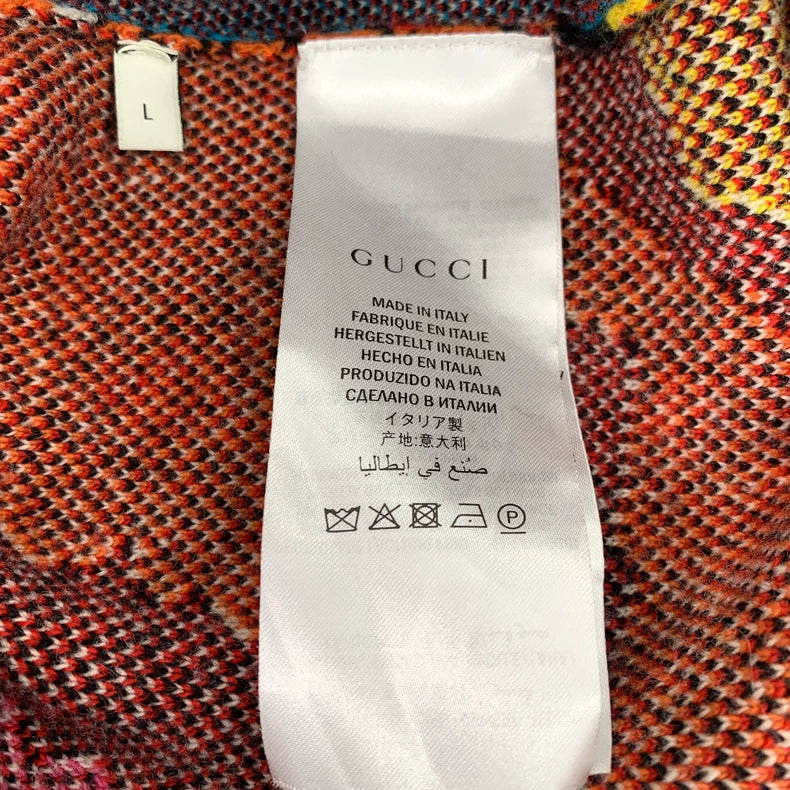 L
GUCCI
MADE IN ITALY
FABRIQUE EN ITALIE
HERGESTELLT IN ITALIEN
HECHO EN ITALIA
PRODUZIDO NA ITALIA
СДЕЛАНО В ИТАЛИИ
イタリア製
产地:意大利
صُنع في إيطاليا
P